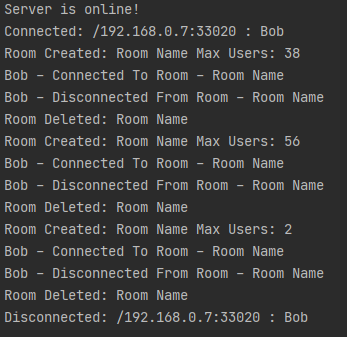 Server is online!
Connected: /192.168.0.7:33020 : Bob
Room Created: Room Name Max Users: 38
Bob – Connected To Room – Room Name
Bob – Disconnected From Room – Room Name
Room Deleted: Room Name
Room Created: Room Name Max Users: 56
Bob – Connected To Room – Room Name
Bob – Disconnected From Room – Room Name
Room Deleted: Room Name
Room Created: Room Name Max Users: 2
Bob – Connected To Room – Room Name
Bob – Disconnected From Room – Room Name
Room Deleted: Room Name
Disconnected: /192.168.0.7:33020 : Bob